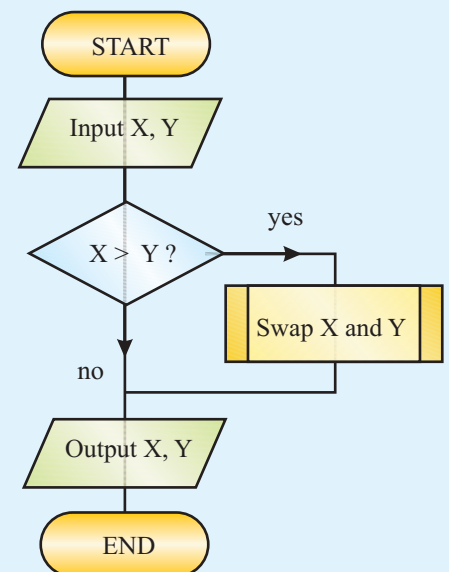 START
Input X, Y
X > Y ?
yes
Swap X and Y
no
Output X, Y
END